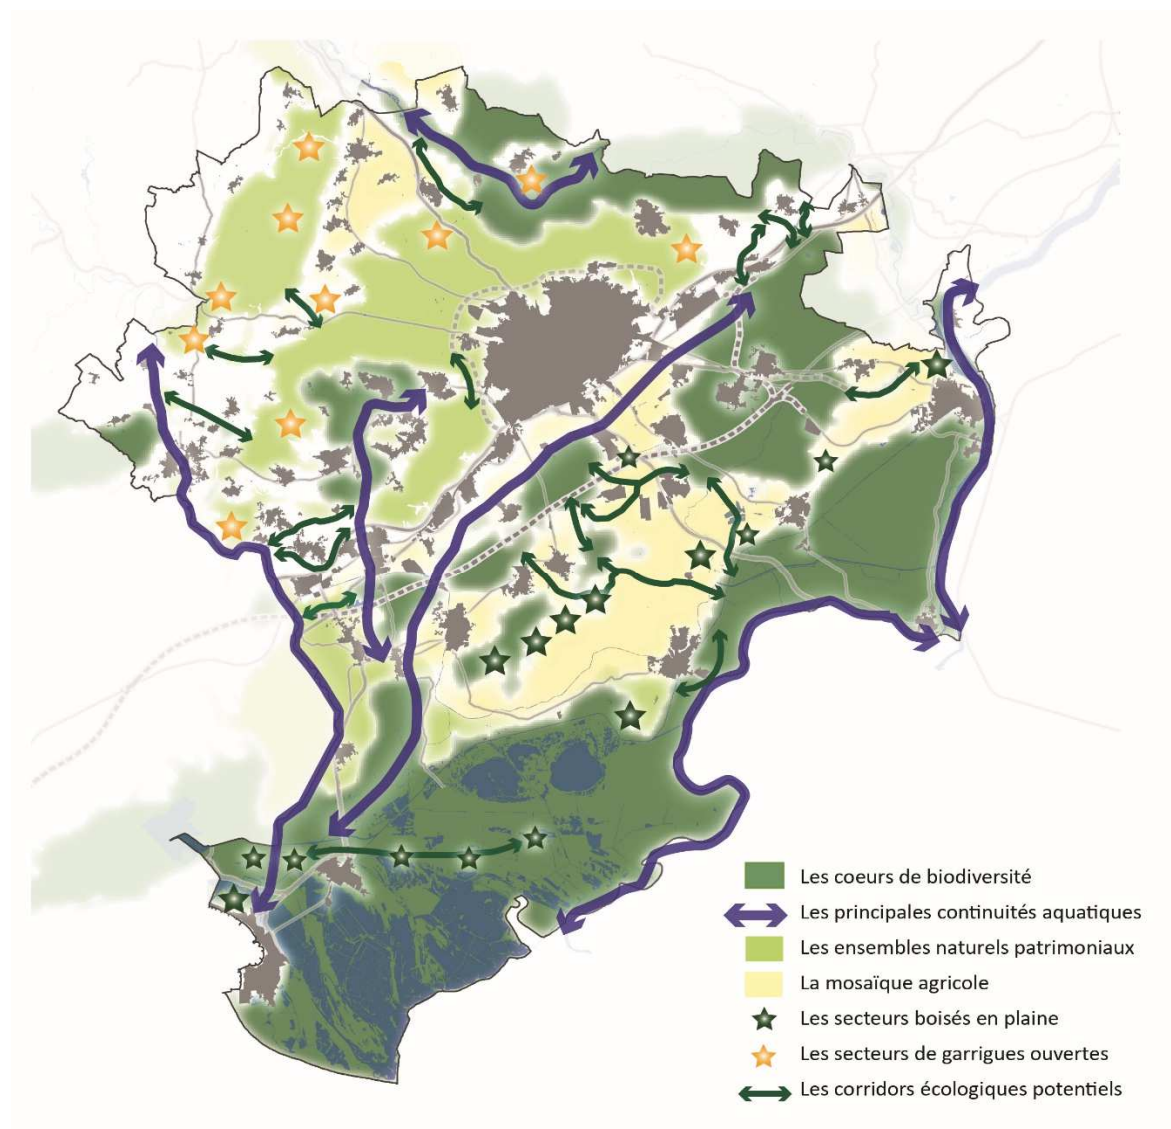 Les coeurs de biodiversité
Les principales continuités aquatiques
Les ensembles naturels patrimoniaux
La mosaïque agricole
Les secteurs boisés en plaine
Les secteurs de garrigues ouvertes
Les corridors écologiques potentiels